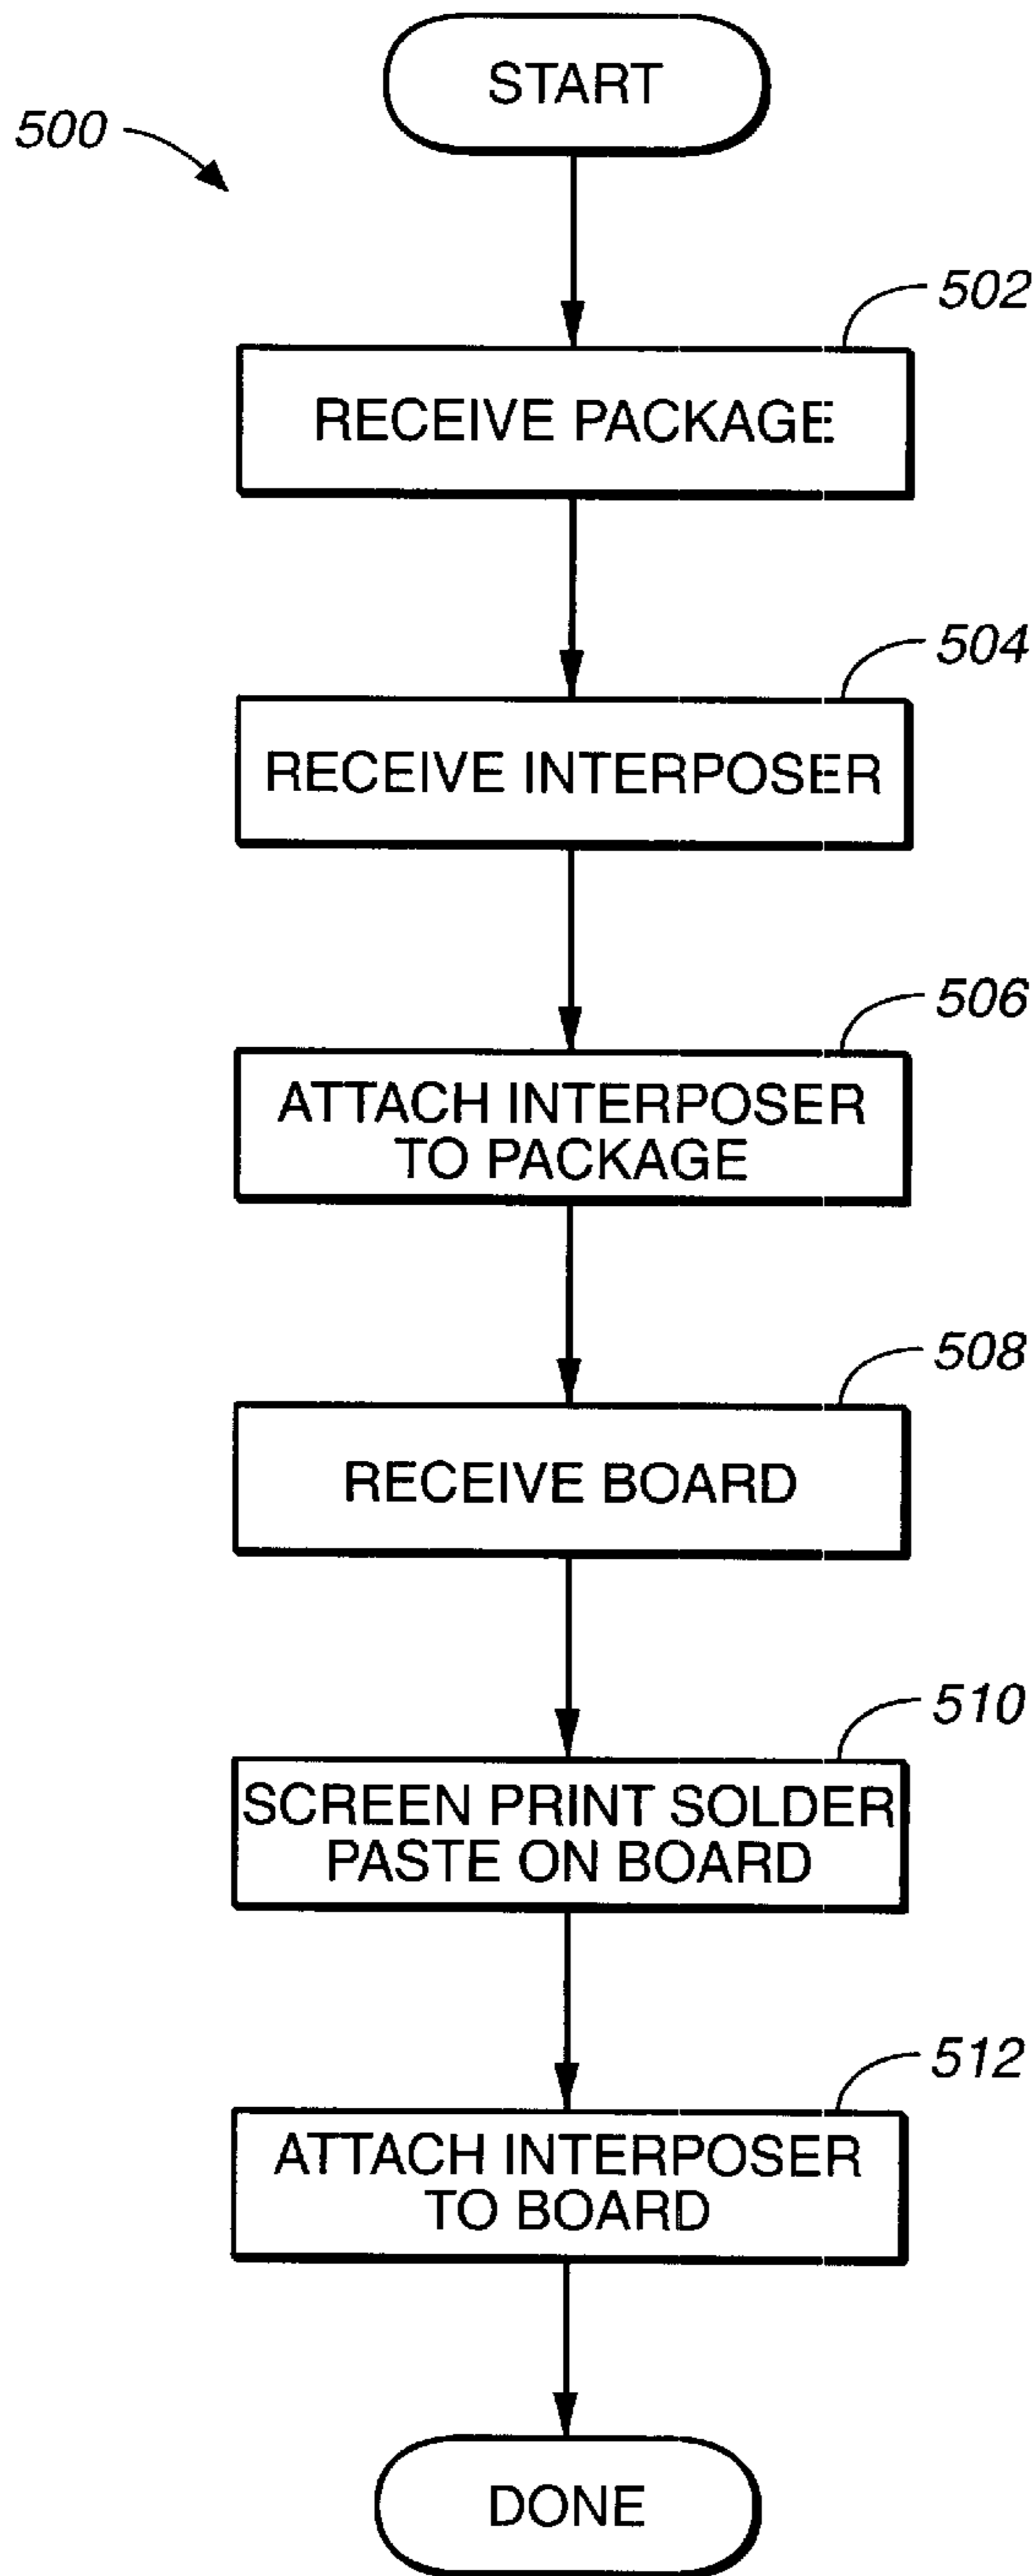 START
500
502
RECEIVE PACKAGE
504
RECEIVE INTERPOSER
506
ATTACH INTERPOSER
TO PACKAGE
508
RECEIVE BOARD
510
SCREEN PRINT SOLDER
PASTE ON BOARD
512
ATTACH INTERPOSER
TO BOARD
DONE